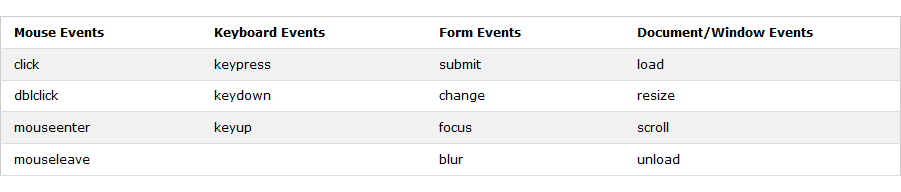 Mouse Events Keyboard Events Form Events Document/Window Events
click keypress submit load
dblclick keydown change resize
mouseenter keyup focus scroll
mouseleave blur unload